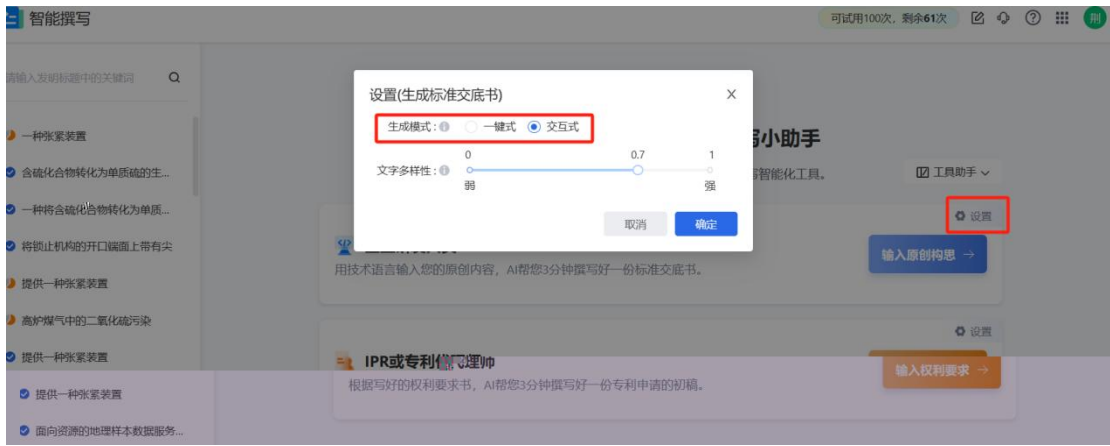 智能撰写
可试用100次，剩余61次
荆
请输入发明标题中的关键词
一种张紧装置
含硫化合物转化为单质硫的生...
一种将含硫化合物转化为单质...
将锁止机构的开口端面上带有尖
提供一种张紧装置
高炉煤气中的二氧化硫污染
提供一种张紧装置
提供一种张紧装置
面向资源的地理样本数据服务...
设置(生成标准交底书)
生成模式： 一键式 交互式
文字多样性：
0 0.7 1
弱 强
取消 确定
写小助手
智能化工具。
工具助手
设置
用技术语言输入您的原创内容，AI帮您3分钟撰写好一份标准交底书。
输入原创构思 →
设置
IPR或专利代理师
根据写好的权利要求书，AI帮您3分钟撰写好一份专利申请的初稿。
输入权利要求 →